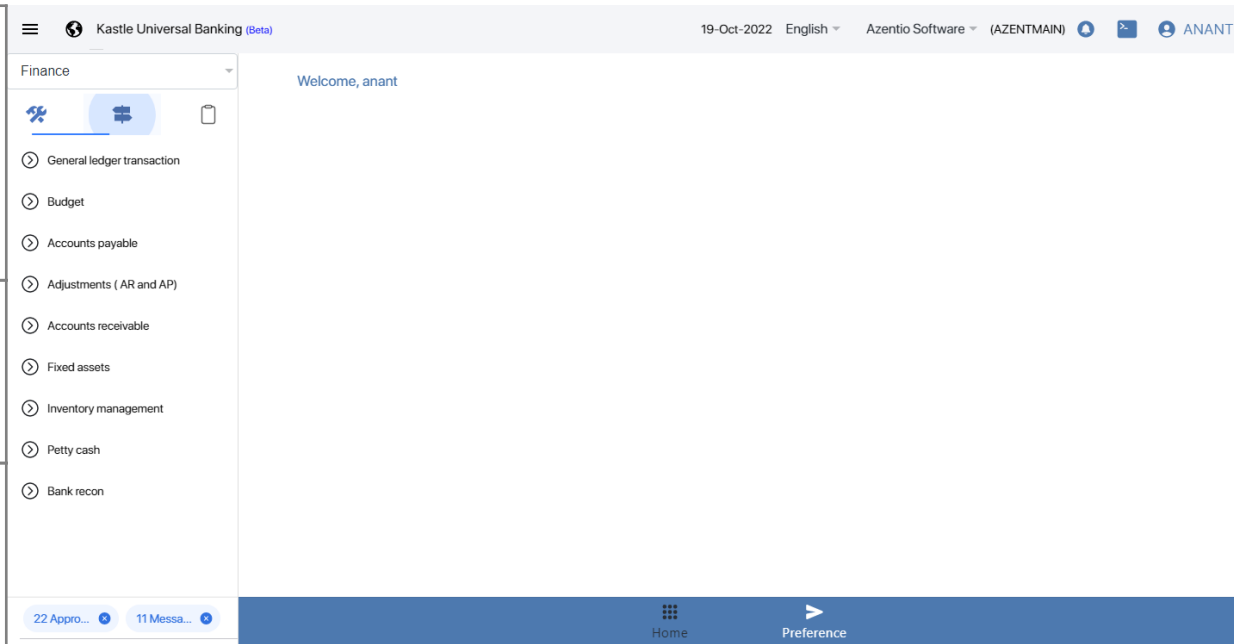 Kastle Universal Banking (Beta)
19-Oct-2022 English Azentio Software (AZENTMAIN) ANANT
Finance
Welcome, anant
General ledger transaction
Budget
Accounts payable
Adjustments ( AR and AP)
Accounts receivable
Fixed assets
Inventory management
Petty cash
Bank recon
22 Appro... 11 Messa...
Home Preference